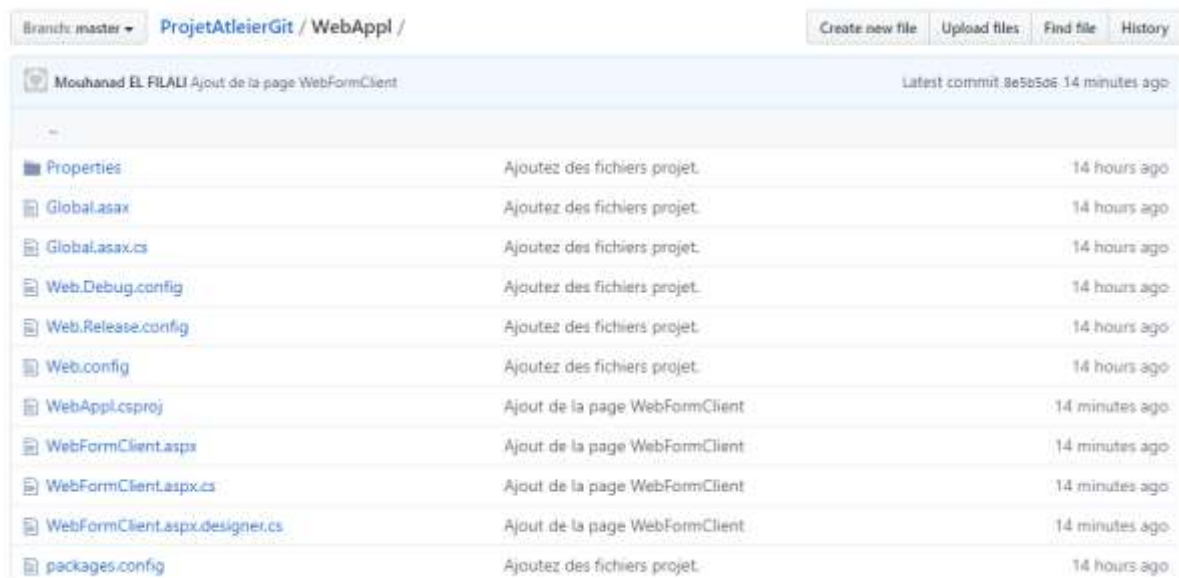 Branch: master ProjetAtleierGit / WebAppl / Create new file Upload files Find file History
Mouhanad EL FILALI Ajout de la page WebFormClient Latest commit 8e5b5d6 14 minutes ago
..
Properties Ajoutez des fichiers projet. 14 hours ago
Global.asax Ajoutez des fichiers projet. 14 hours ago
Global.asax.cs Ajoutez des fichiers projet. 14 hours ago
Web.Debug.config Ajoutez des fichiers projet. 14 hours ago
Web.Release.config Ajoutez des fichiers projet. 14 hours ago
Web.config Ajoutez des fichiers projet. 14 hours ago
WebAppl.csproj Ajout de la page WebFormClient 14 minutes ago
WebFormClient.aspx Ajout de la page WebFormClient 14 minutes ago
WebFormClient.aspx.cs Ajout de la page WebFormClient 14 minutes ago
WebFormClient.aspx.designer.cs Ajout de la page WebFormClient 14 minutes ago
packages.config Ajoutez des fichiers projet. 14 hours ago